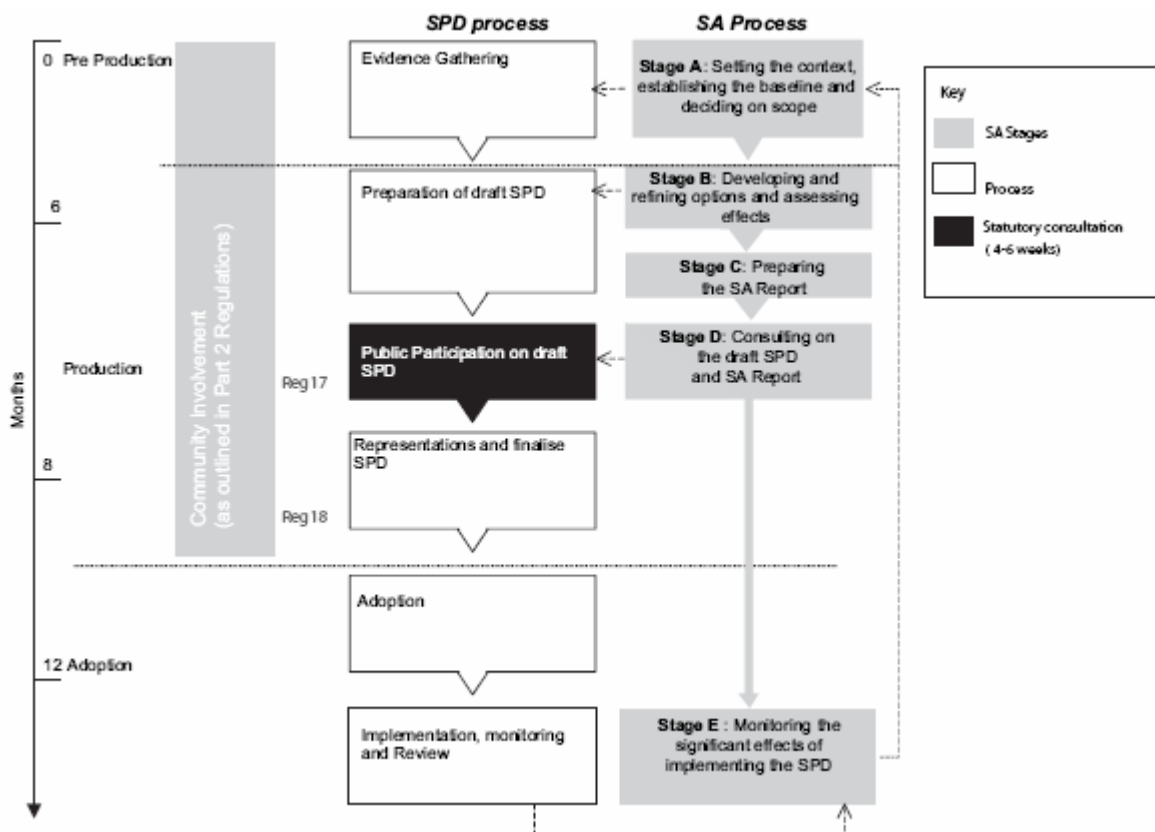 SPD process
SA Process
0 Pre Production
Evidence Gathering
Stage A: Setting the context,
establishing the baseline and
deciding on scope
Key
SA Stages
Process
Statutory consultation
( 4-6 weeks)
6
Preparation of draft SPD
Stage B: Developing and
refining options and assessing
effects
Stage C: Preparing
the SA Report
Months
Production
Community Involvement
(as outlined in Part 2 Regulations)
Reg17
Public Participation on draft
SPD
Stage D: Consulting on
the draft SPD
and SA Report
8
Representations and finalise
SPD
Reg18
Adoption
12 Adoption
Implementation, monitoring
and Review
Stage E : Monitoring the
significant effects of
implementing the SPD